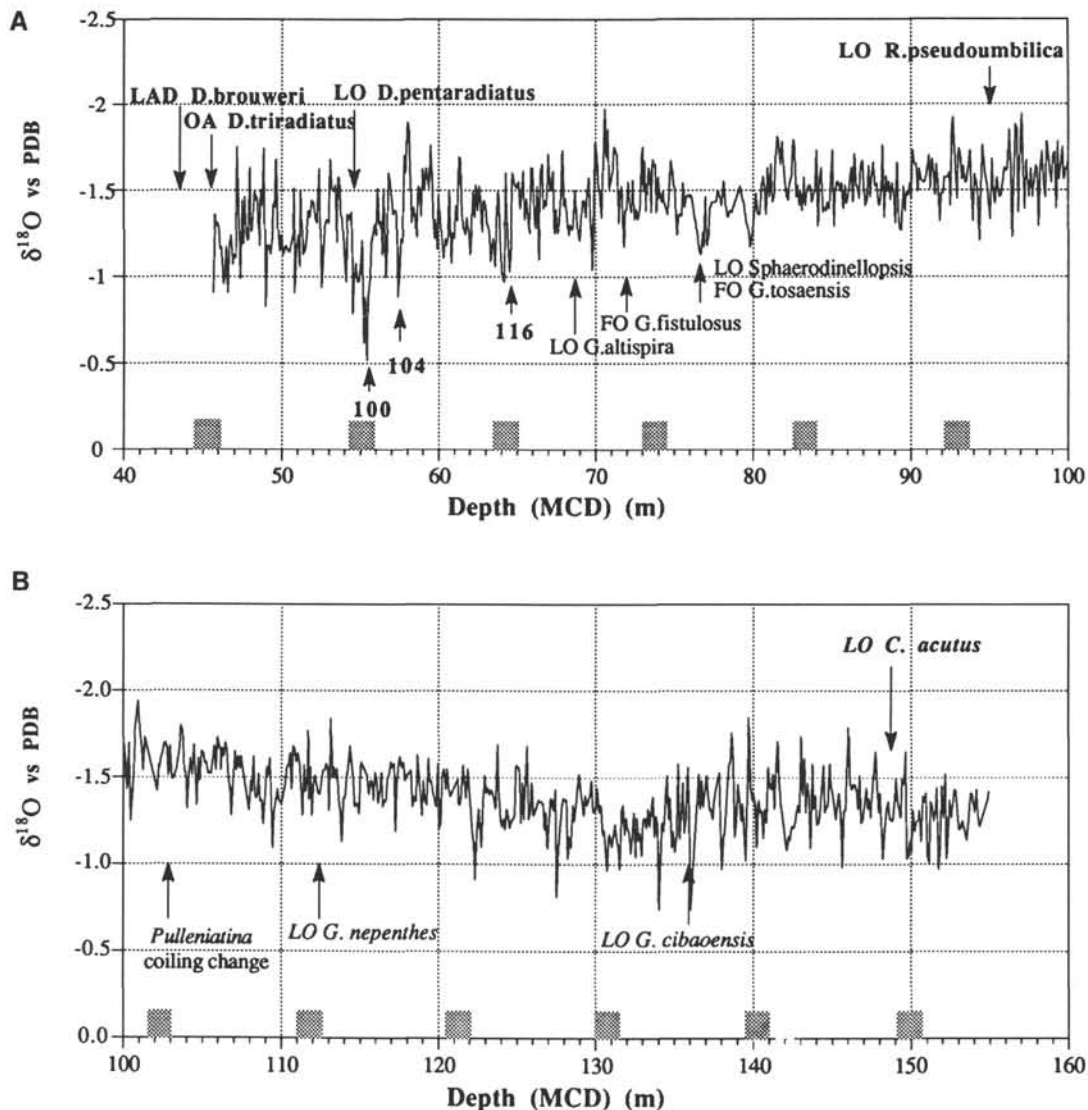 A
-2.5
LO R.pseudoumbilica
LAD D.brouweri LO D.pentaradiatus
OA D.triradiatus
-2
-1.5
-1
-0.5
0
δ18O vs PDB
LO Sphaerodinellopsis
FO G.tosaensis
116
FO G.fistulosus
104
LO G.altispira
100
40 50 60 70 80 90 100
Depth (MCD) (m)
B
-2.5
LO C. acutus
-2.0
-1.5
-1.0
-0.5
0.0
δ18O vs PDB
Pulleniatina
coiling change
LO G. nepenthes
LO G. cibaoensis
100 110 120 130 140 150 160
Depth (MCD) (m)